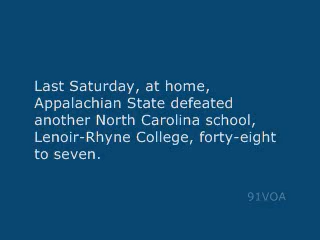 Last Saturday, at home,
Appalachian State defeated
another North Carolina school,
Lenoir-Rhyne College, forty-eight
to seven.
91VOA